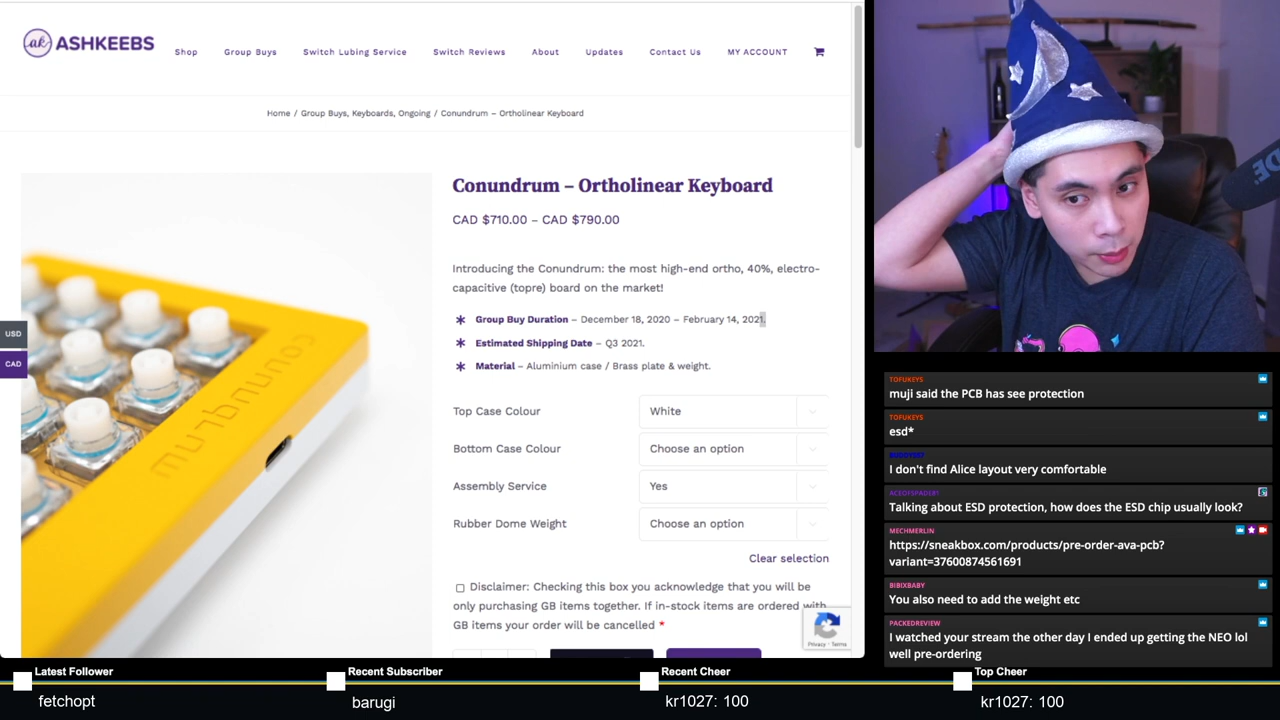 ak ASHKEEBS
Shop
Group Buys
Switch Lubing Service
Switch Reviews
About
Updates
Contact Us
MY ACCOUNT
Home / Group Buys, Keyboards, Ongoing / Conundrum – Ortholinear Keyboard
USD
CAD
conundrum
Conundrum – Ortholinear Keyboard
CAD $710.00 – CAD $790.00
Introducing the Conundrum: the most high-end ortho, 40%, electro-
capacitive (topre) board on the market!
Group Buy Duration – December 18, 2020 – February 14, 2021.
Estimated Shipping Date – Q3 2021.
Material – Aluminium case / Brass plate & weight.
Top Case Colour
White
Bottom Case Colour
Choose an option
Assembly Service
Yes
Rubber Dome Weight
Choose an option
Clear selection
Disclaimer: Checking this box you acknowledge that you will be
only purchasing GB items together. If in-stock items are ordered with
GB items your order will be cancelled *
Privacy - Terms
TOFUKEYS
muji said the PCB has see protection
TOFUKEYS
esd*
I don't find Alice layout very comfortable
Talking about ESD protection, how does the ESD chip usually look?
MECHMERLIN
https://sneakbox.com/products/pre-order-ava-pcb?
variant=37600874561691
BIBIXBABY
You also need to add the weight etc
PACKEDREVIEW
I watched your stream the other day I ended up getting the NEO lol
well pre-ordering
Latest Follower
fetchopt
Recent Subscriber
barugi
Recent Cheer
kr1027: 100
Top Cheer
kr1027: 100